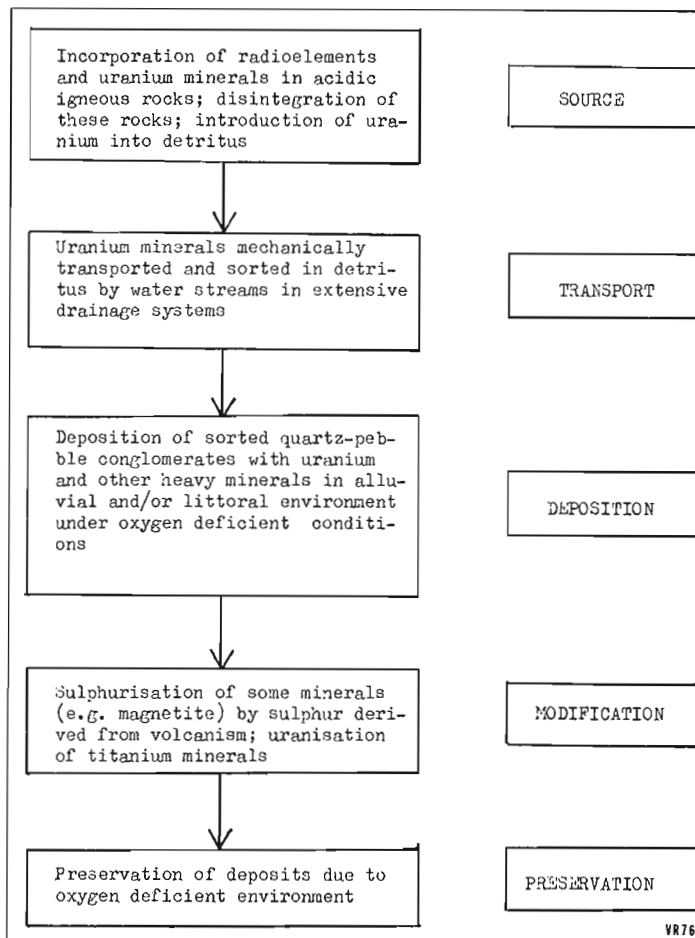 Incorporation of radioelements
and uranium minerals in acidic
igneous rocks; disintegration of
these rocks; introduction of ura-
nium into detritus
SOURCE
Uranium minerals mechanically
transported and sorted in detri-
tus by water streams in extensive
drainage systems
TRANSPORT
Deposition of sorted quartz-peb-
ble conglomerates with uranium
and other heavy minerals in allu-
vial and/or littoral environment
under oxygen deficient conditi-
ons
DEPOSITION
Sulphurisation of some minerals
(e.g. magnetite) by sulphur deri-
ved from volcanism; uranisation
of titanium minerals
MODIFICATION
Preservation of deposits due to
oxygen deficient environment
PRESERVATION
VR76